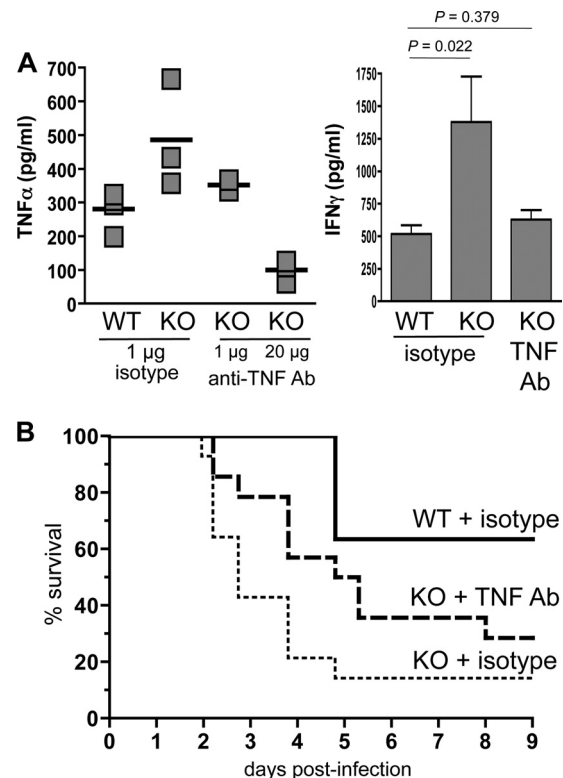 A
700
600
500
400
300
200
100
0
TNFα (pg/ml)
WT KO KO KO
1 µg 1 µg 20 µg
isotype anti-TNF Ab
P = 0.379
P = 0.022
1750
1500
1250
1000
750
500
250
0
IFNγ (pg/ml)
WT KO KO
isotype TNF
Ab
B
100
80
60
40
20
0
% survival
WT + isotype
KO + TNF Ab
KO + isotype
0 1 2 3 4 5 6 7 8 9
days post-infection